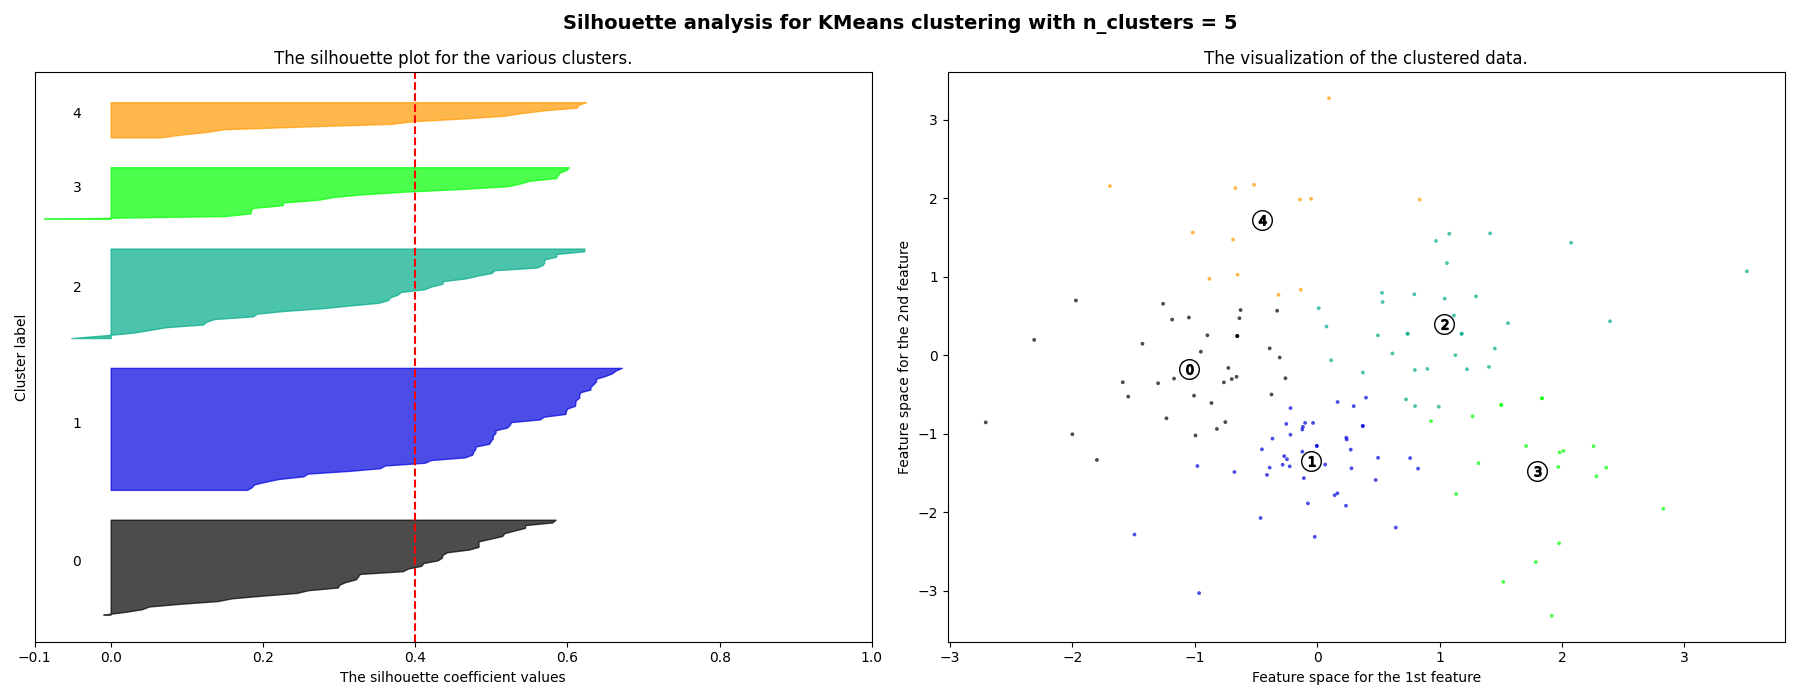 Silhouette analysis for KMeans clustering with n_clusters = 5
The silhouette plot for the various clusters.
Cluster label
4
3
2
1
0
−0.1 0.0 0.2 0.4 0.6 0.8 1.0
The silhouette coefficient values
The visualization of the clustered data.
Feature space for the 2nd feature
3
2
1
0
−1
−2
−3
4
2
0
1
3
−3 −2 −1 0 1 2 3
Feature space for the 1st feature